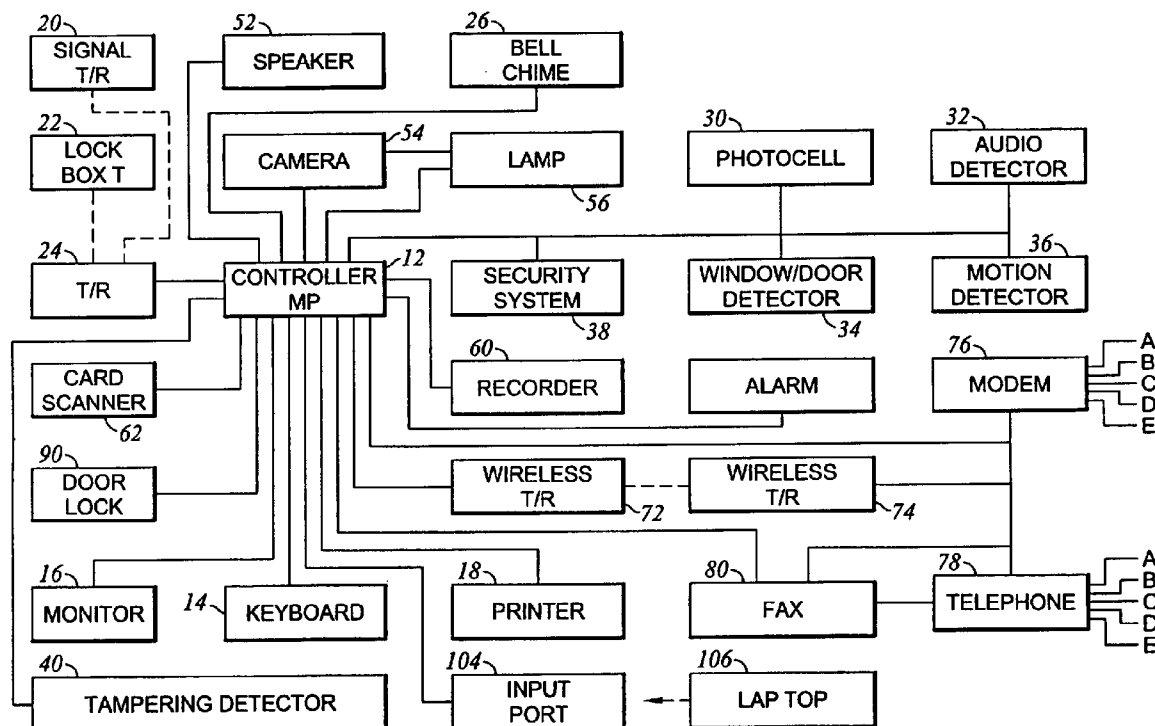 20
52
26
SIGNAL
T/R
SPEAKER
BELL
CHIME
22
54
30
32
LOCK
BOX T
CAMERA
LAMP
PHOTOCELL
AUDIO
DETECTOR
56
24
12
36
T/R
CONTROLLER
MP
SECURITY
SYSTEM
WINDOW/DOOR
DETECTOR
MOTION
DETECTOR
38
34
60
76
CARD
SCANNER
RECORDER
ALARM
MODEM
A
B
C
D
E
62
90
DOOR
LOCK
WIRELESS
T/R
WIRELESS
T/R
72
74
16
14
18
80
78
MONITOR
KEYBOARD
PRINTER
FAX
TELEPHONE
A
B
C
D
E
40
104
106
TAMPERING DETECTOR
INPUT
PORT
LAP TOP